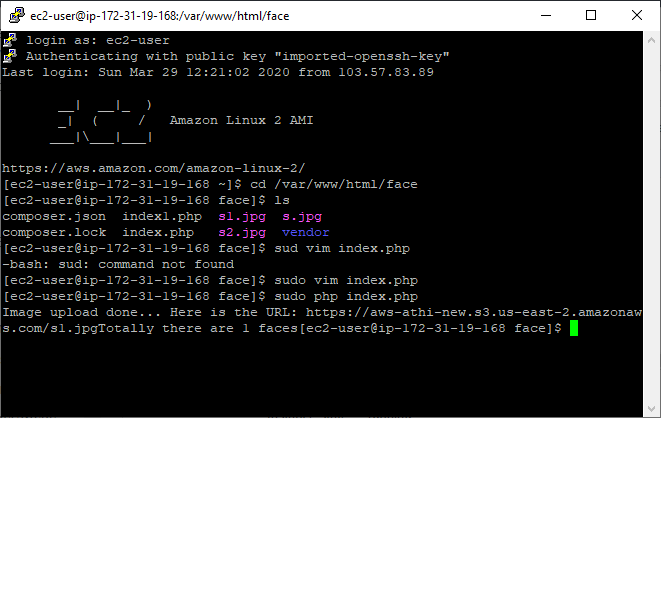 ec2-user@ip-172-31-19-168:/var/www/html/face
login as: ec2-user
Authenticating with public key "imported-openssh-key"
Last login: Sun Mar 29 12:21:02 2020 from 103.57.83.89
__|  __|_  )
_|  (     /   Amazon Linux 2 AMI
___|\___|___|
https://aws.amazon.com/amazon-linux-2/
[ec2-user@ip-172-31-19-168 ~]$ cd /var/www/html/face
[ec2-user@ip-172-31-19-168 face]$ ls
composer.json  index1.php  s1.jpg  s.jpg
composer.lock  index.php   s2.jpg  vendor
[ec2-user@ip-172-31-19-168 face]$ sud vim index.php
-bash: sud: command not found
[ec2-user@ip-172-31-19-168 face]$ sudo vim index.php
[ec2-user@ip-172-31-19-168 face]$ sudo php index.php
Image upload done... Here is the URL: https://aws-athi-new.s3.us-east-2.amazonaw
s.com/s1.jpgTotally there are 1 faces[ec2-user@ip-172-31-19-168 face]$